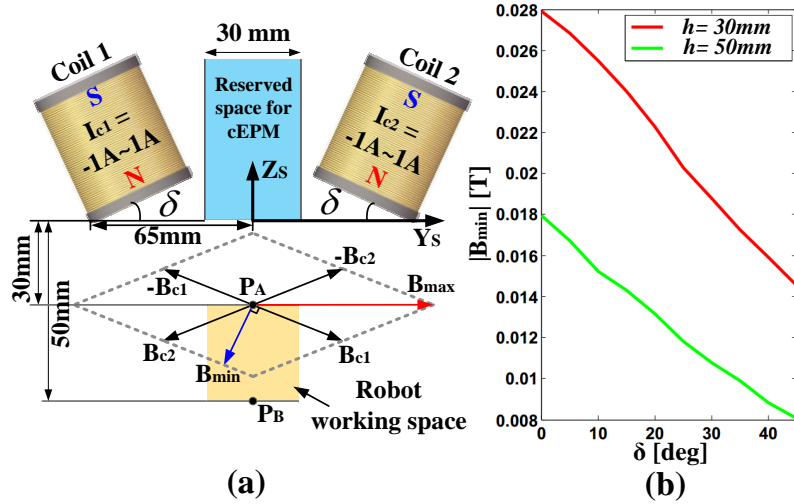 30 mm
Coil 1
Coil 2
S
Ic1 =
-1A~1A
N
Reserved
space for
cEPM
S
Ic2 =
-1A~1A
N
ZS
δ
δ
65mm
YS
30mm
50mm
-Bc1
PA
-Bc2
Bmax
Bc2
Bmin
Bc1
PB
Robot
working space
(a)
h= 30mm
h= 50mm
|Bmin| [T]
0.028
0.026
0.024
0.022
0.02
0.018
0.016
0.014
0.012
0.01
0.008
0
10
20
30
40
δ [deg]
(b)